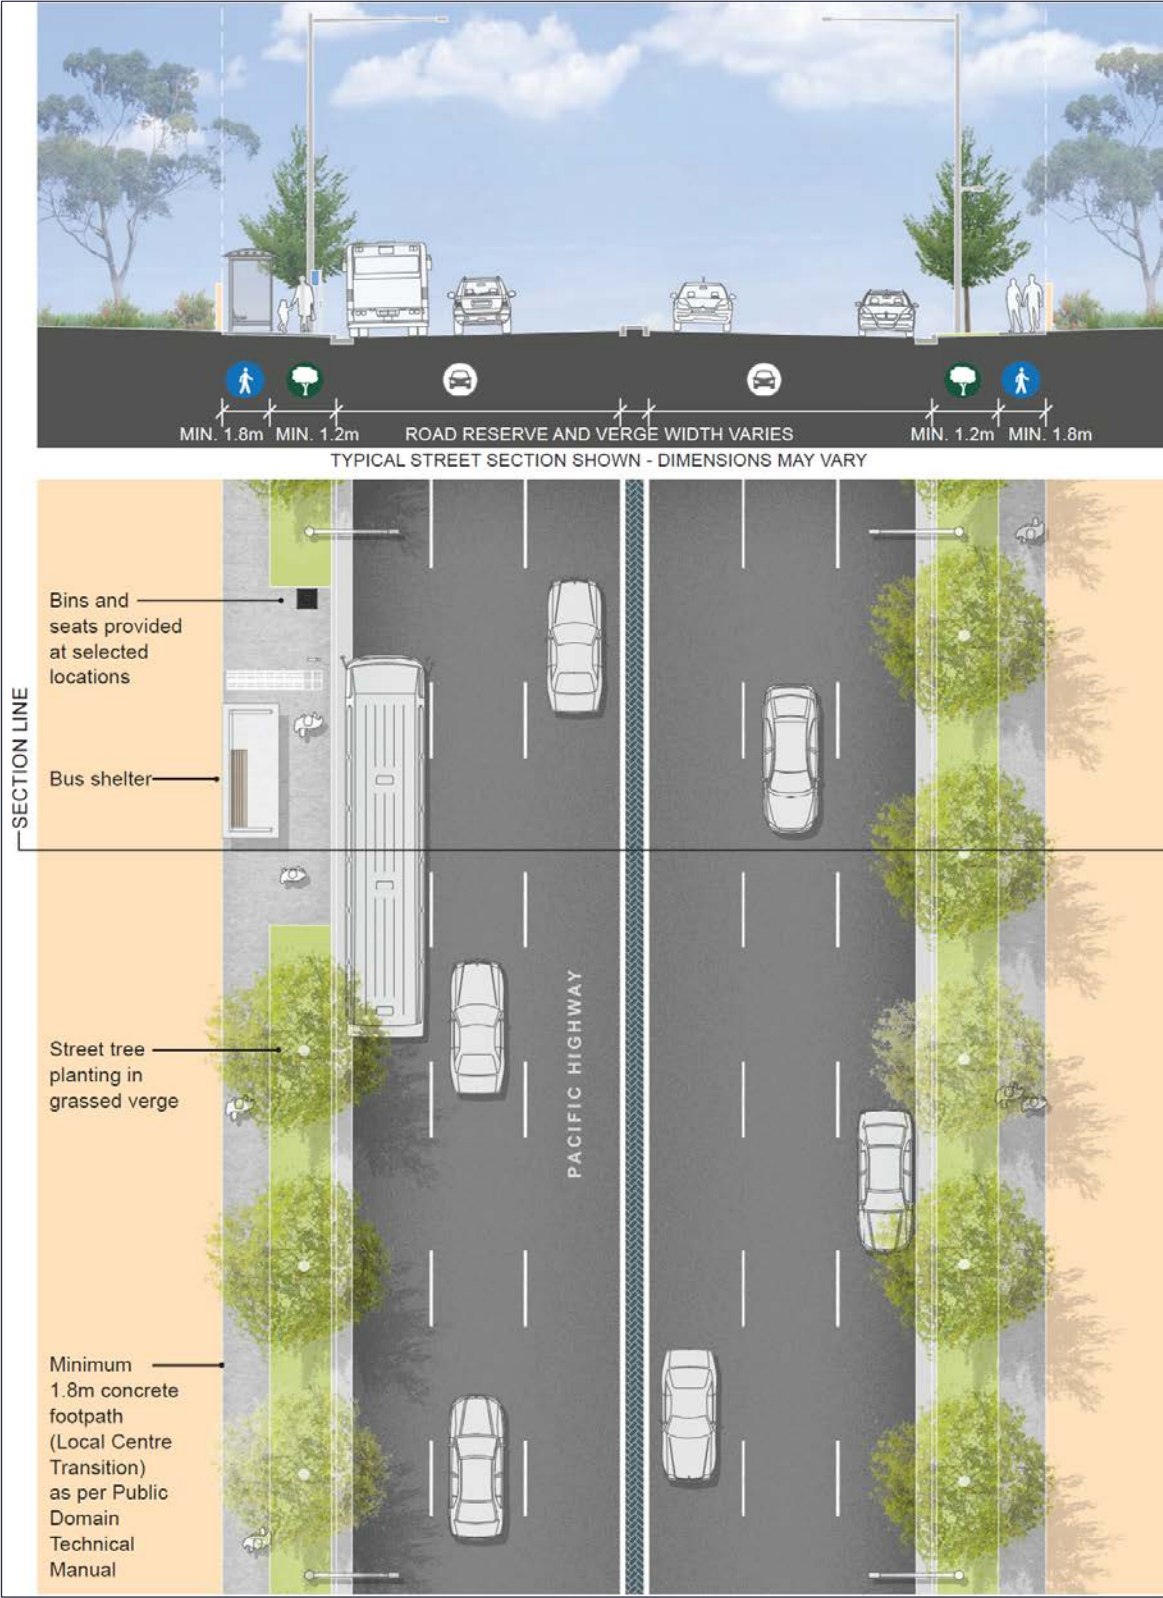 MIN. 1.8m MIN. 1.2m ROAD RESERVE AND VERGE WIDTH VARIES MIN. 1.2m MIN. 1.8m
TYPICAL STREET SECTION SHOWN - DIMENSIONS MAY VARY
SECTION LINE
Bins and
seats provided
at selected
locations
Bus shelter
Street tree
planting in
grassed verge
PACIFIC HIGHWAY
Minimum
1.8m concrete
footpath
(Local Centre
Transition)
as per Public
Domain
Technical
Manual